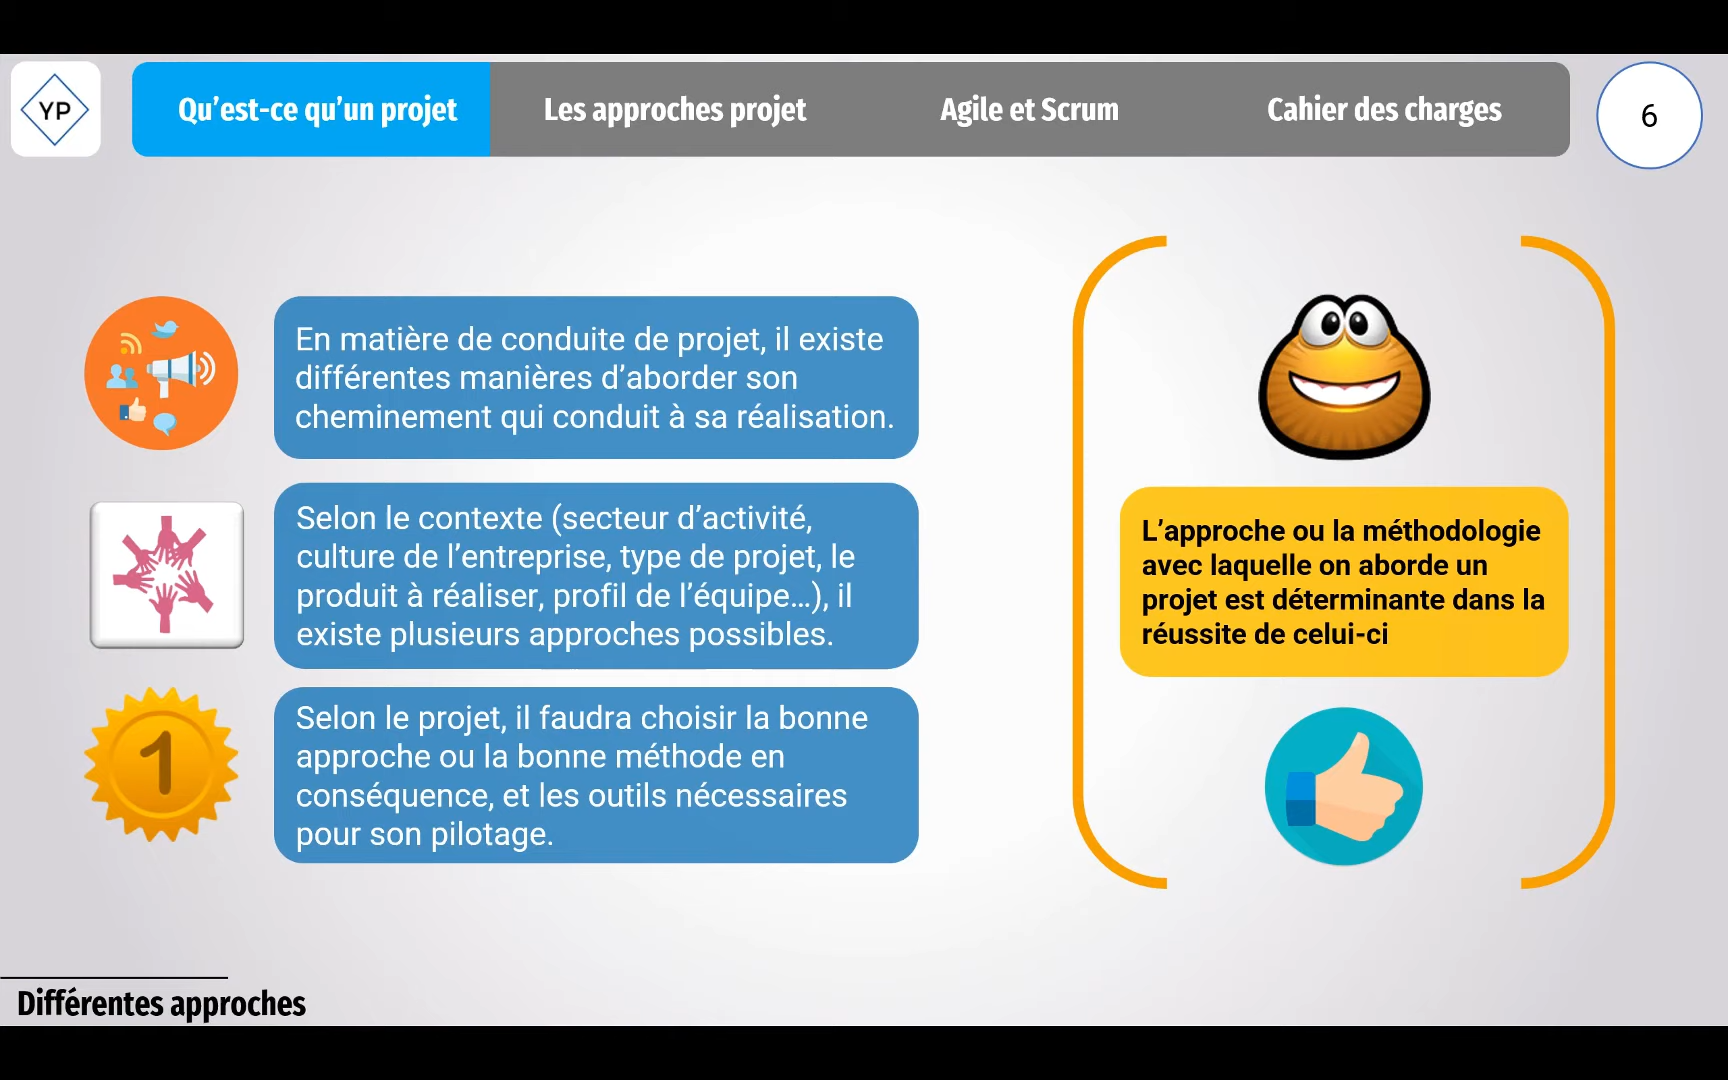 YP
Qu’est-ce qu’un projet
Les approches projet
Agile et Scrum
Cahier des charges
6
En matière de conduite de projet, il existe
différentes manières d’aborder son
cheminement qui conduit à sa réalisation.
Selon le contexte (secteur d’activité,
culture de l’entreprise, type de projet, le
produit à réaliser, profil de l’équipe…), il
existe plusieurs approches possibles.
1
Selon le projet, il faudra choisir la bonne
approche ou la bonne méthode en
conséquence, et les outils nécessaires
pour son pilotage.
L’approche ou la méthodologie
avec laquelle on aborde un
projet est déterminante dans la
réussite de celui-ci
Différentes approches